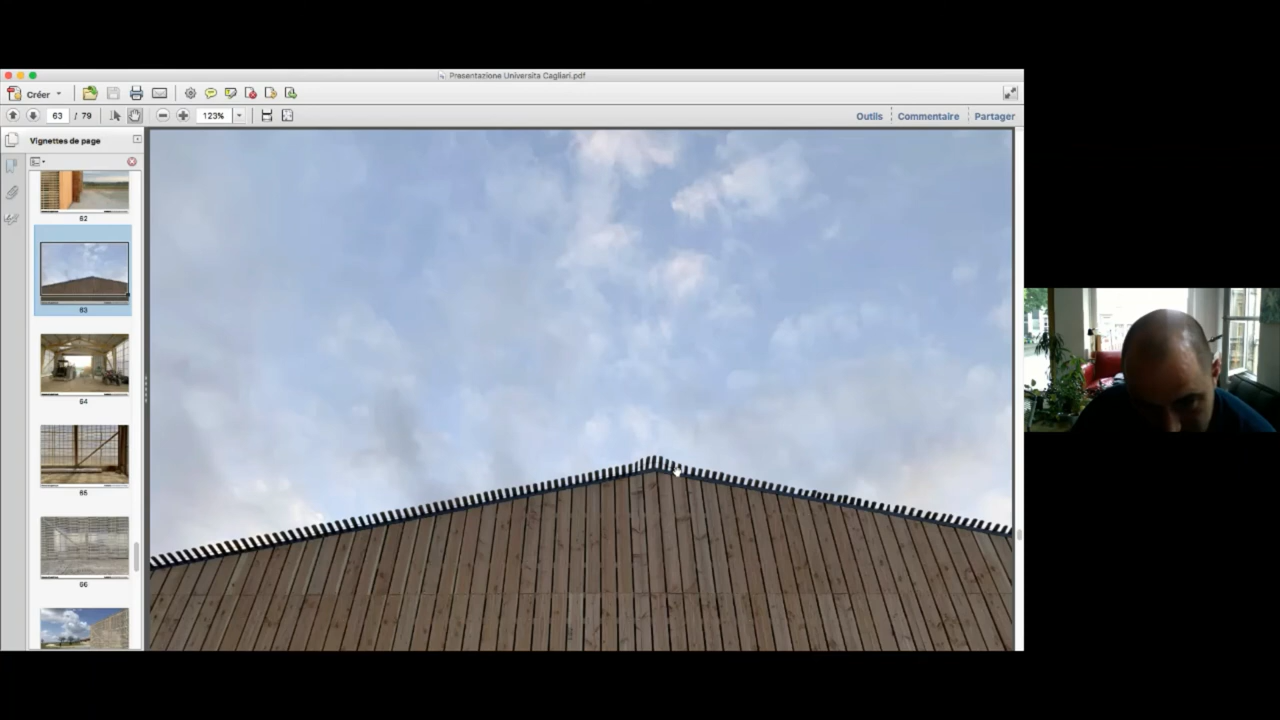 Presentazione Universita Cagliari.pdf
Créer
63 / 79 123% Outils Commentaire Partager
Vignettes de page
62
63
64
65
66